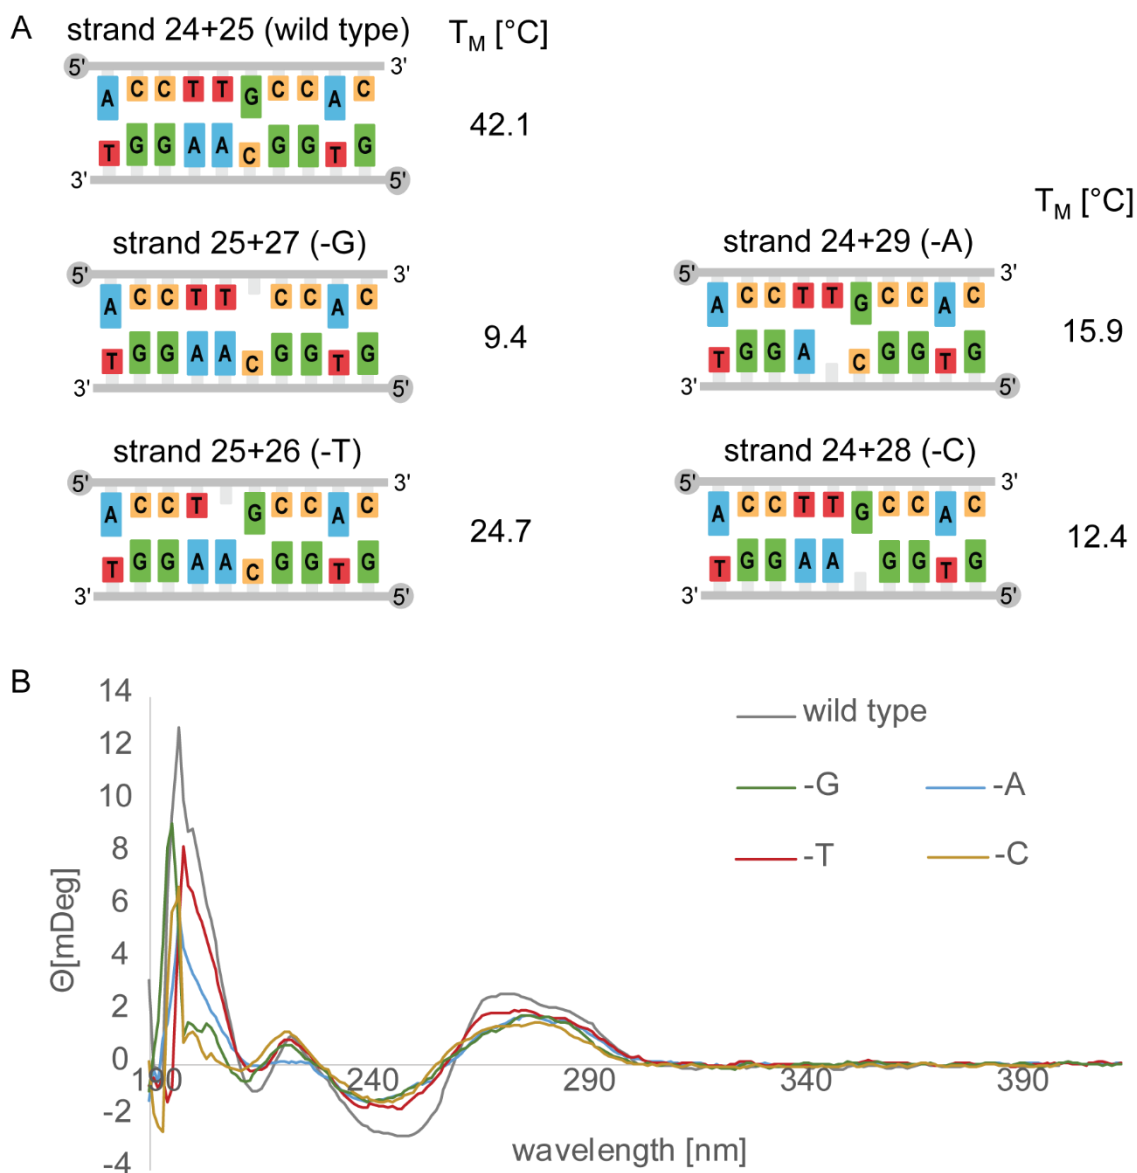 A
strand 24+25 (wild type)
T_M [°C]
5' 3'
A C C T T G C C A C
T G G A A C G G T G
3' 5'
42.1
T_M [°C]
strand 25+27 (-G)
5' 3'
A C C T T C C A C
T G G A A C G G T G
3' 5'
9.4
strand 24+29 (-A)
5' 3'
A C C T T G C C A C
T G G A C G G T G
3' 5'
15.9
strand 25+26 (-T)
5' 3'
A C C T G C C A C
T G G A A C G G T G
3' 5'
24.7
strand 24+28 (-C)
5' 3'
A C C T T G C C A C
T G G A A G G T G
3' 5'
12.4
B
14
12
10
8
6
4
2
0
-2
-4
Θ[mDeg]
wild type
-G
-A
-T
-C
190 240 290 340 390
wavelength [nm]